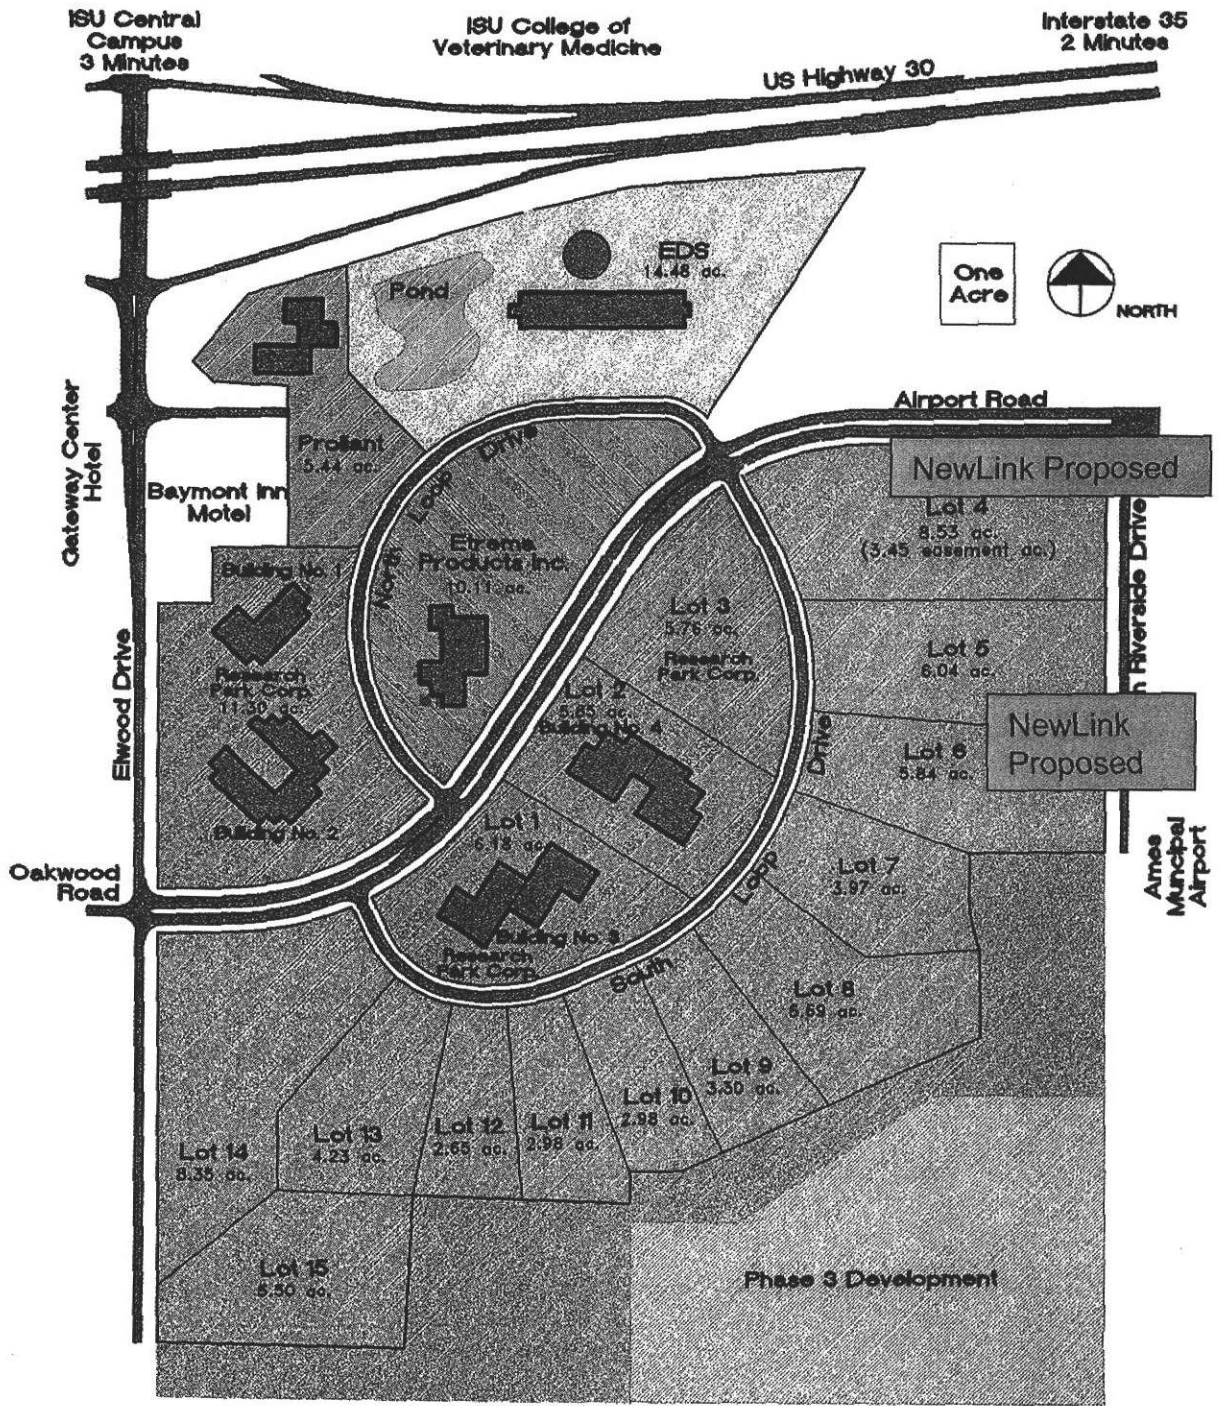 ISU Central
Campus
3 Minutes
ISU College of
Veterinary Medicine
Interstate 35
2 Minutes
US Highway 30
EDS
14.46 ac.
Pond
One
Acre
NORTH
Gateway Center
Hotel
Proliant
5.44 ac.
Baymont Inn
Motel
North
Loop
Drive
Airport Road
NewLink Proposed
Lot 4
8.53 ac.
(3.45 easement ac.)
Etrema
Products Inc.
10.11 ac.
Building No. 1
Research
Park Corp.
11.30 ac.
Building No. 2
Elwood Drive
Lot 3
5.76 ac.
Research
Park Corp.
Lot 5
6.04 ac.
Riverside Drive
Lot 2
5.65 ac.
Building No. 4
Lot 6
5.84 ac.
NewLink
Proposed
Lot 1
6.15 ac.
Building No. 3
Research
Park Corp.
Oakwood
Road
South
Loop
Drive
Lot 7
3.97 ac.
Ames
Muncipal
Airport
Lot 8
5.59 ac.
Lot 9
3.30 ac.
Lot 10
2.98 ac.
Lot 11
2.98 ac.
Lot 12
2.65 ac.
Lot 13
4.23 ac.
Lot 14
8.35 ac.
Lot 15
5.50 ac.
Phase 3 Development